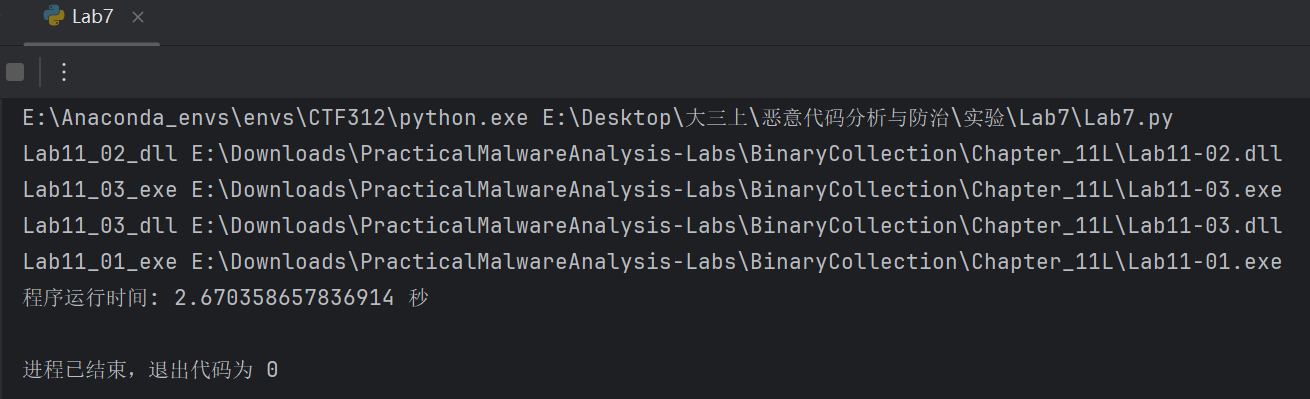 Lab7
E:\Anaconda_envs\envs\CTF312\python.exe E:\Desktop\大三上\恶意代码分析与防治\实验\Lab7\Lab7.py
Lab11_02_dll E:\Downloads\PracticalMalwareAnalysis-Labs\BinaryCollection\Chapter_11L\Lab11-02.dll
Lab11_03_exe E:\Downloads\PracticalMalwareAnalysis-Labs\BinaryCollection\Chapter_11L\Lab11-03.exe
Lab11_03_dll E:\Downloads\PracticalMalwareAnalysis-Labs\BinaryCollection\Chapter_11L\Lab11-03.dll
Lab11_01_exe E:\Downloads\PracticalMalwareAnalysis-Labs\BinaryCollection\Chapter_11L\Lab11-01.exe
程序运行时间: 2.670358657836914 秒
进程已结束，退出代码为 0